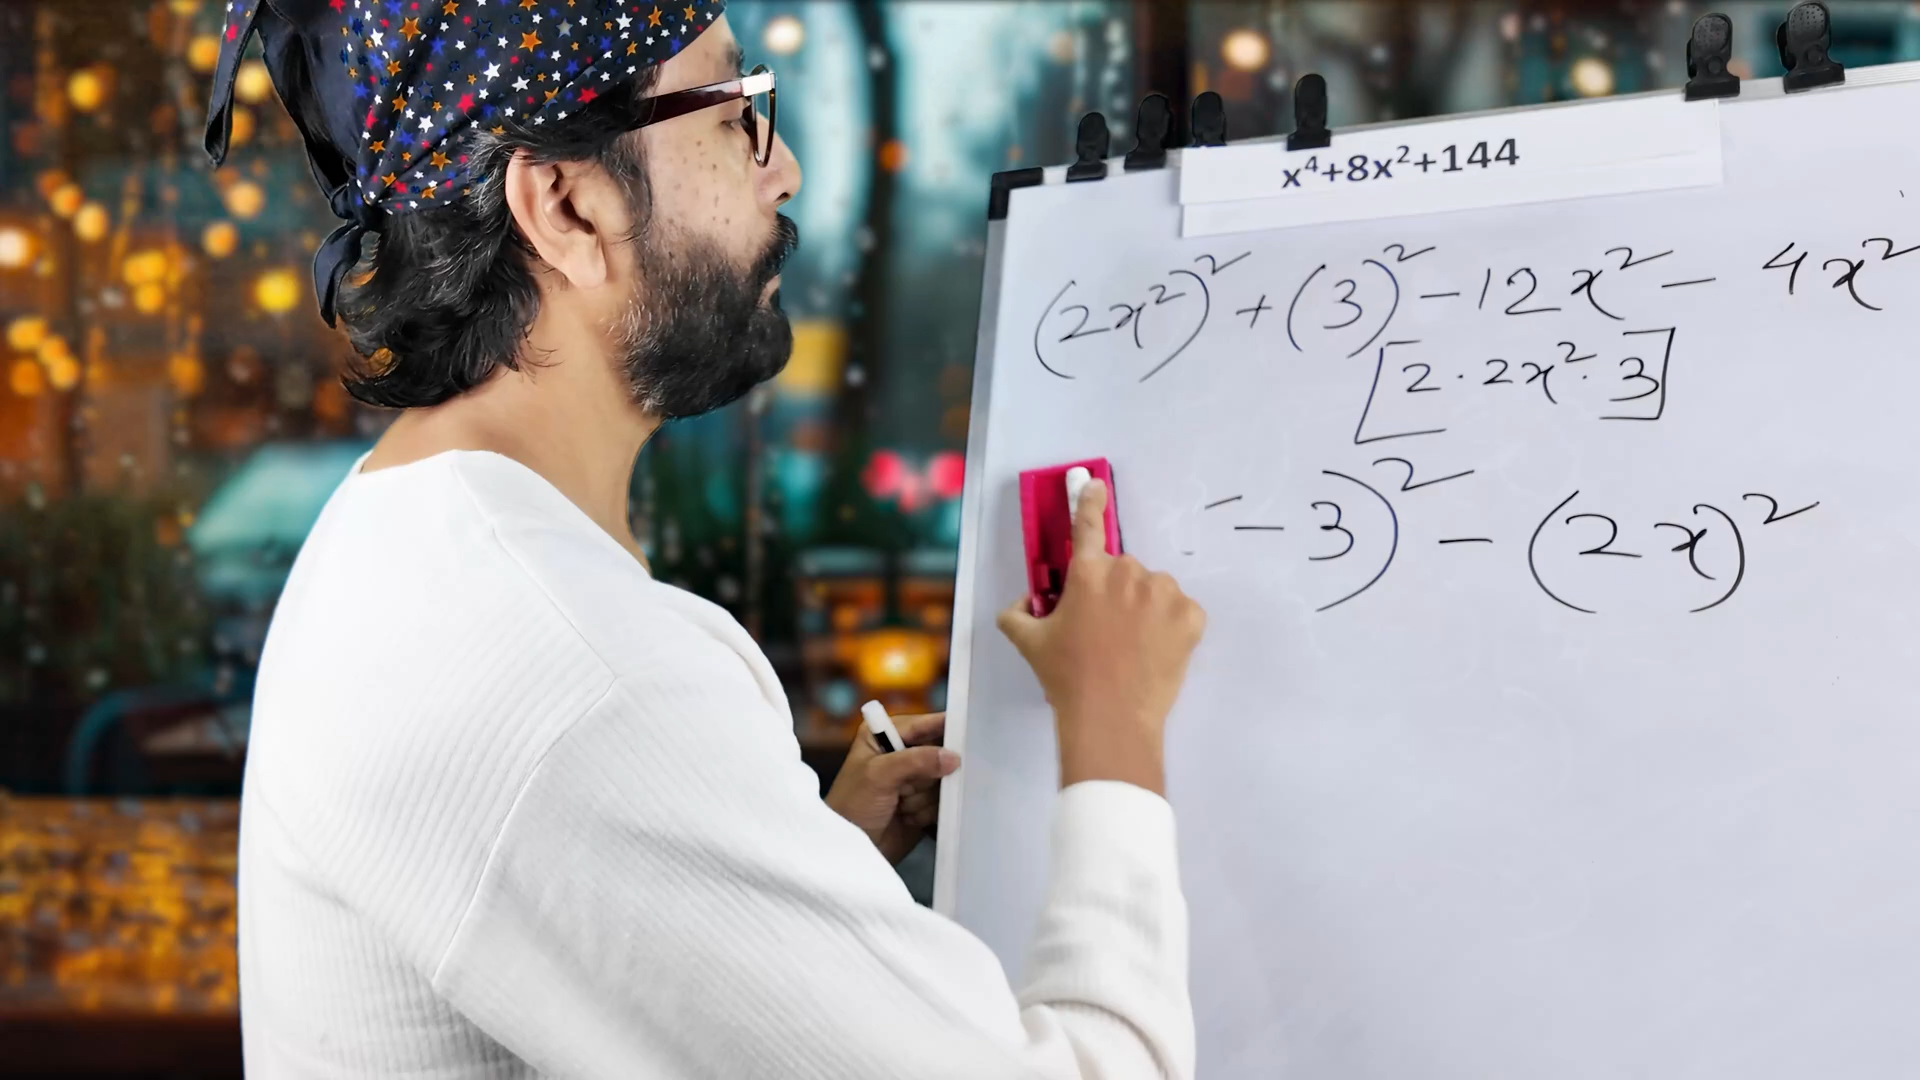 x⁴+8x²+144
(2x²)² + (3)² - 12x² - 4x²
[2 · 2x² · 3]
- 3)² - (2x)²